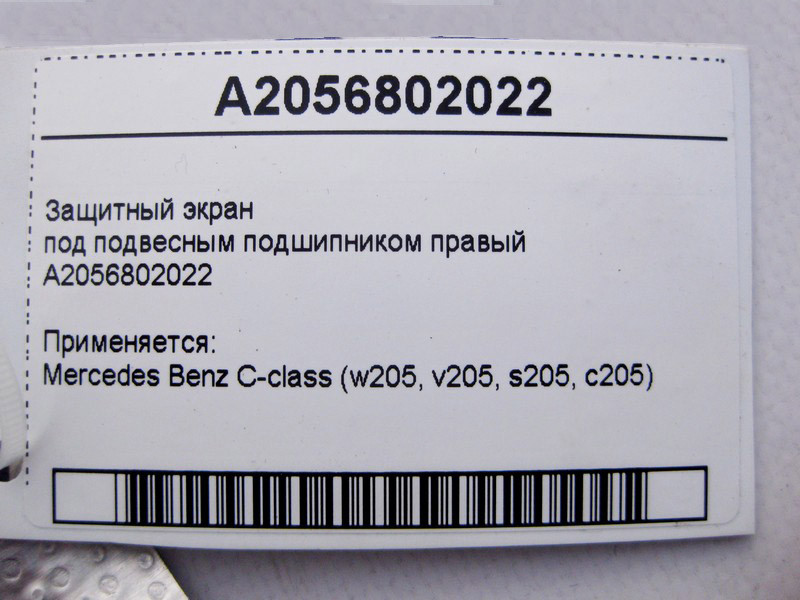 A2056802022
Защитный экран
под подвесным подшипником правый
A2056802022
Применяется:
Mercedes Benz C-class (w205, v205, s205, c205)